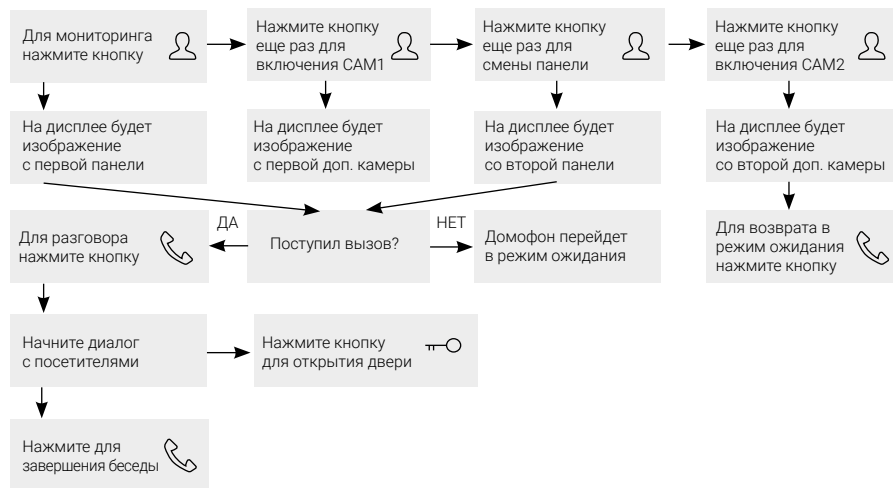 Для мониторинга
нажмите кнопку
Нажмите кнопку
еще раз для
включения CAM1
Нажмите кнопку
еще раз для
смены панели
Нажмите кнопку
еще раз для
включения CAM2
На дисплее будет
изображение
с первой панели
На дисплее будет
изображение
с первой доп. камеры
На дисплее будет
изображение
со второй панели
На дисплее будет
изображение
со второй доп. камеры
Для разговора
нажмите кнопку
ДА
Поступил вызов?
НЕТ
Домофон перейдет
в режим ожидания
Для возврата в
режим ожидания
нажмите кнопку
Начните диалог
с посетителями
Нажмите кнопку
для открытия двери
Нажмите для
завершения беседы